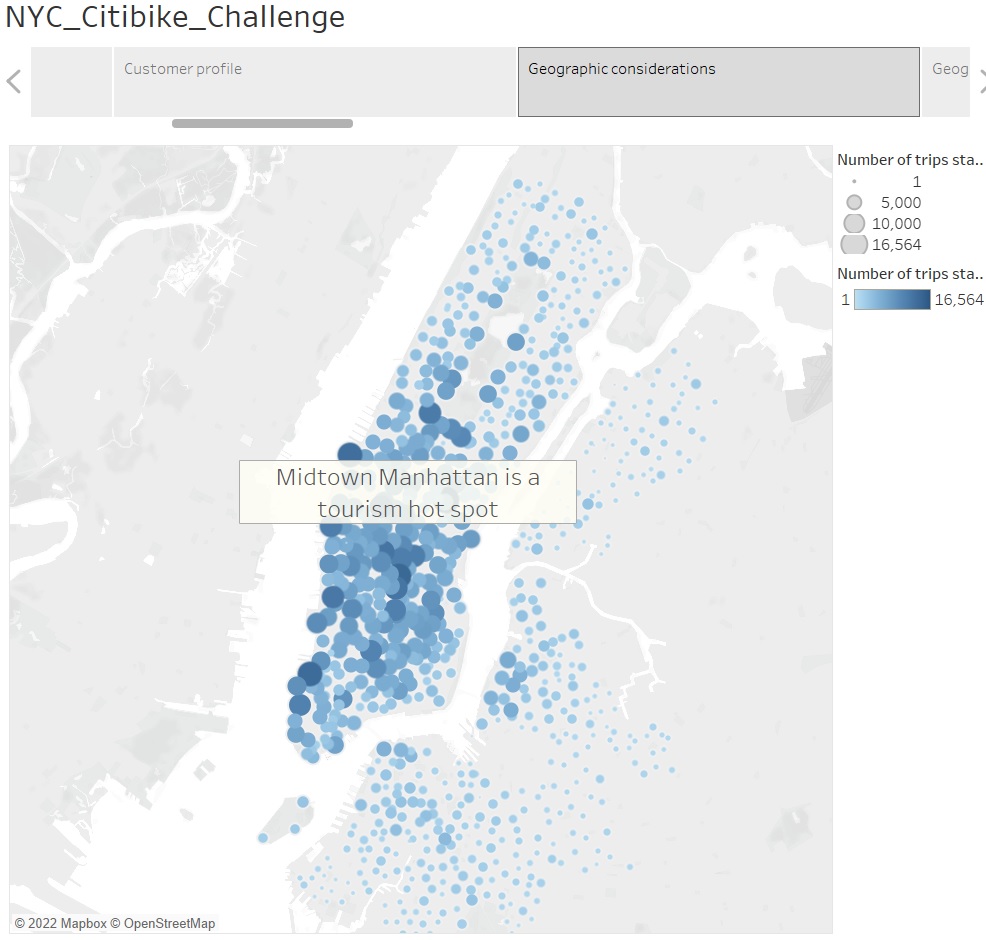 NYC_Citibike_Challenge
Customer profile
Geographic considerations
Geog
Number of trips sta..
1
5,000
10,000
16,564
Number of trips sta..
1 16,564
Midtown Manhattan is a
tourism hot spot
© 2022 Mapbox © OpenStreetMap